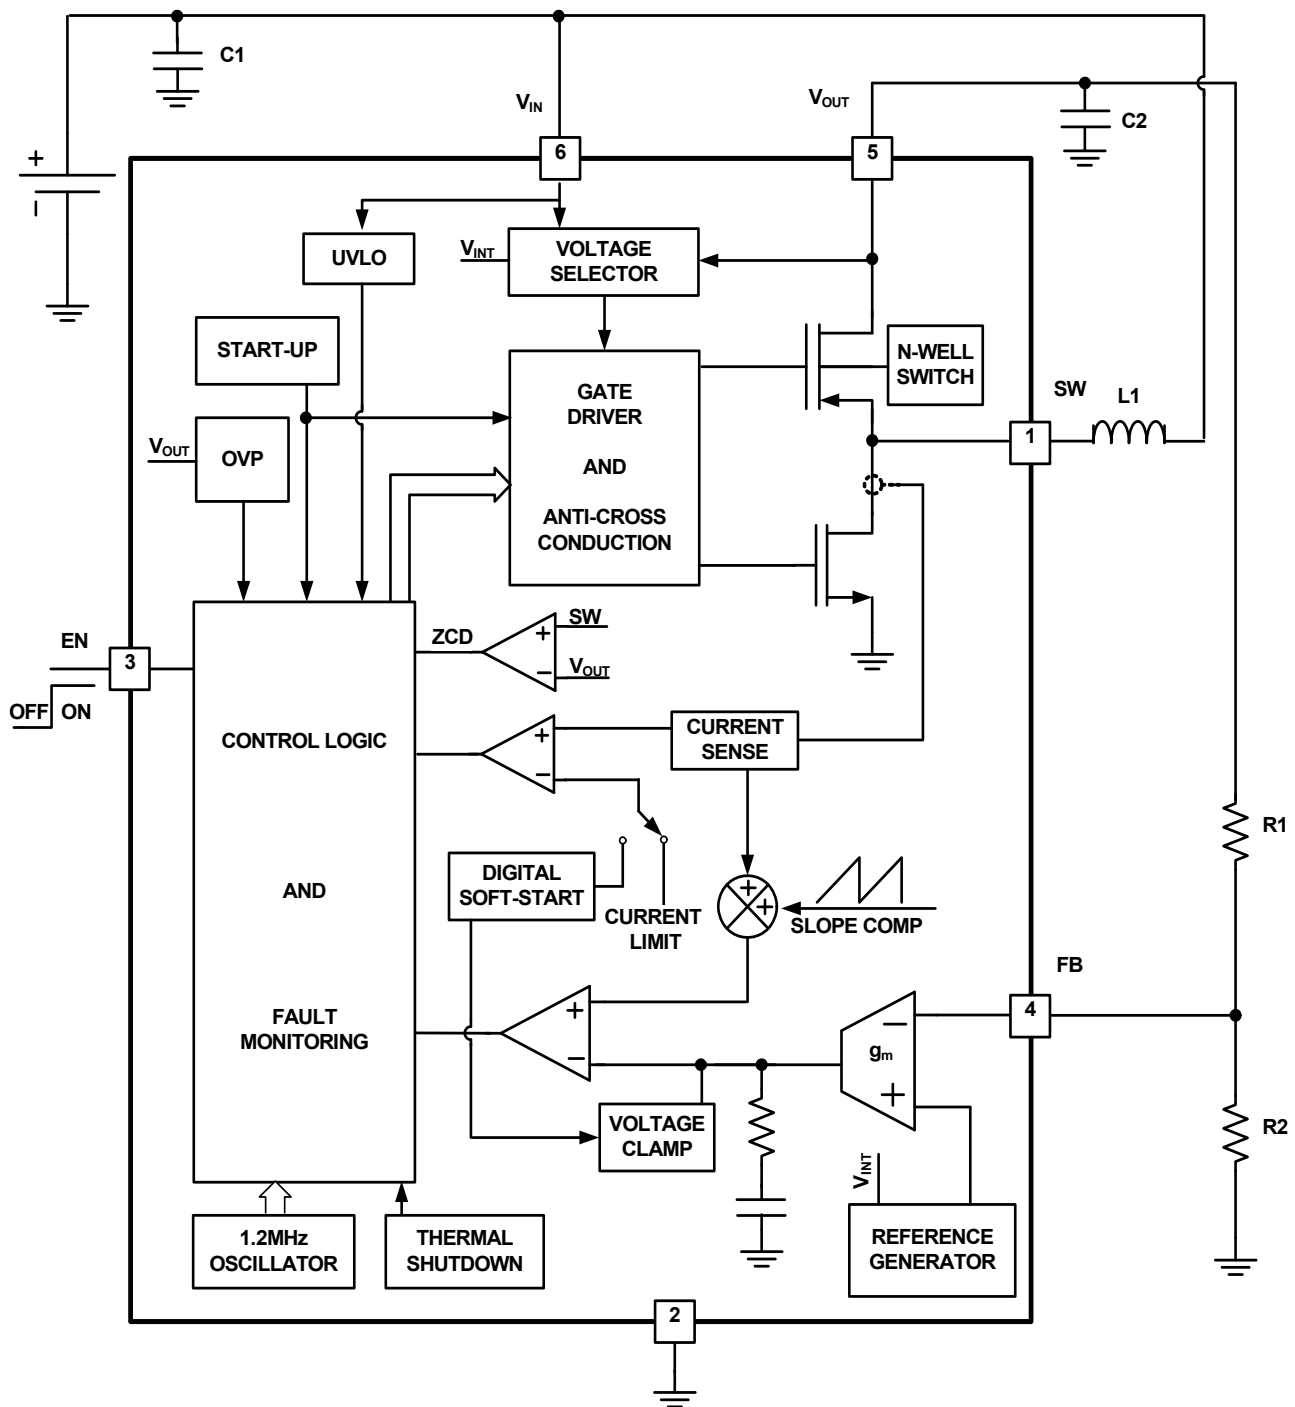 C1
VIN
VOUT
C2
+
–
6
5
UVLO
VINT
VOLTAGE
SELECTOR
START-UP
N-WELL
SWITCH
GATE
DRIVER
AND
ANTI-CROSS
CONDUCTION
SW
L1
1
VOUT
OVP
EN
3
OFF
ON
ZCD
+
–
SW
VOUT
CONTROL LOGIC
AND
FAULT
MONITORING
+
–
CURRENT
SENSE
R1
DIGITAL
SOFT-START
CURRENT
LIMIT
+
+
SLOPE COMP
FB
4
+
–
–
gm
+
VOLTAGE
CLAMP
R2
VINT
1.2MHz
OSCILLATOR
THERMAL
SHUTDOWN
REFERENCE
GENERATOR
2